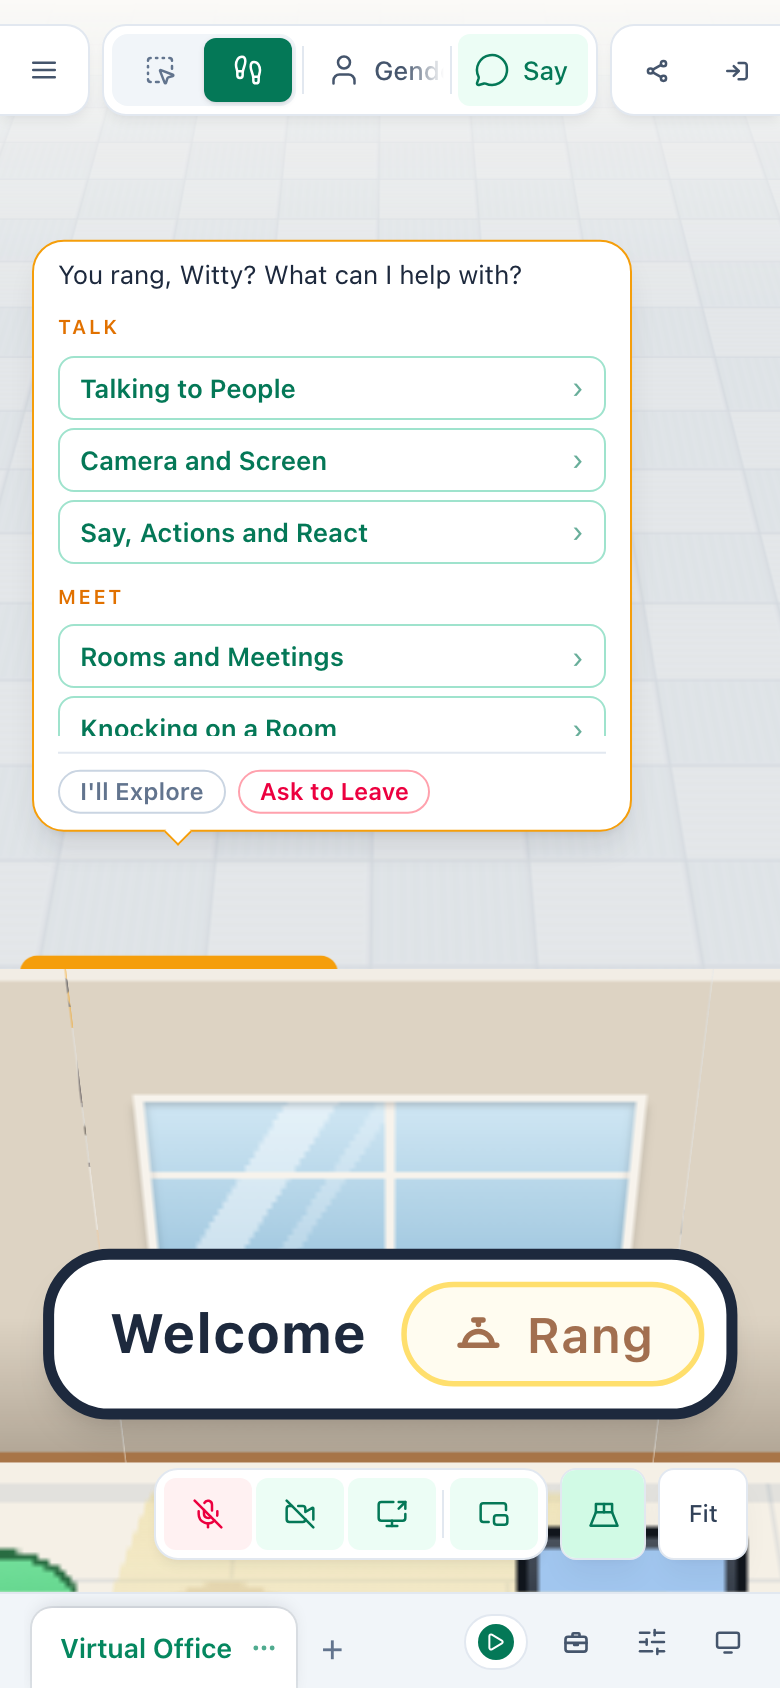 Gend
Say
You rang, Witty? What can I help with?
TALK
Talking to People
Camera and Screen
Say, Actions and React
MEET
Rooms and Meetings
Knocking on a Room
I'll Explore
Ask to Leave
Welcome
Rang
Fit
Virtual Office